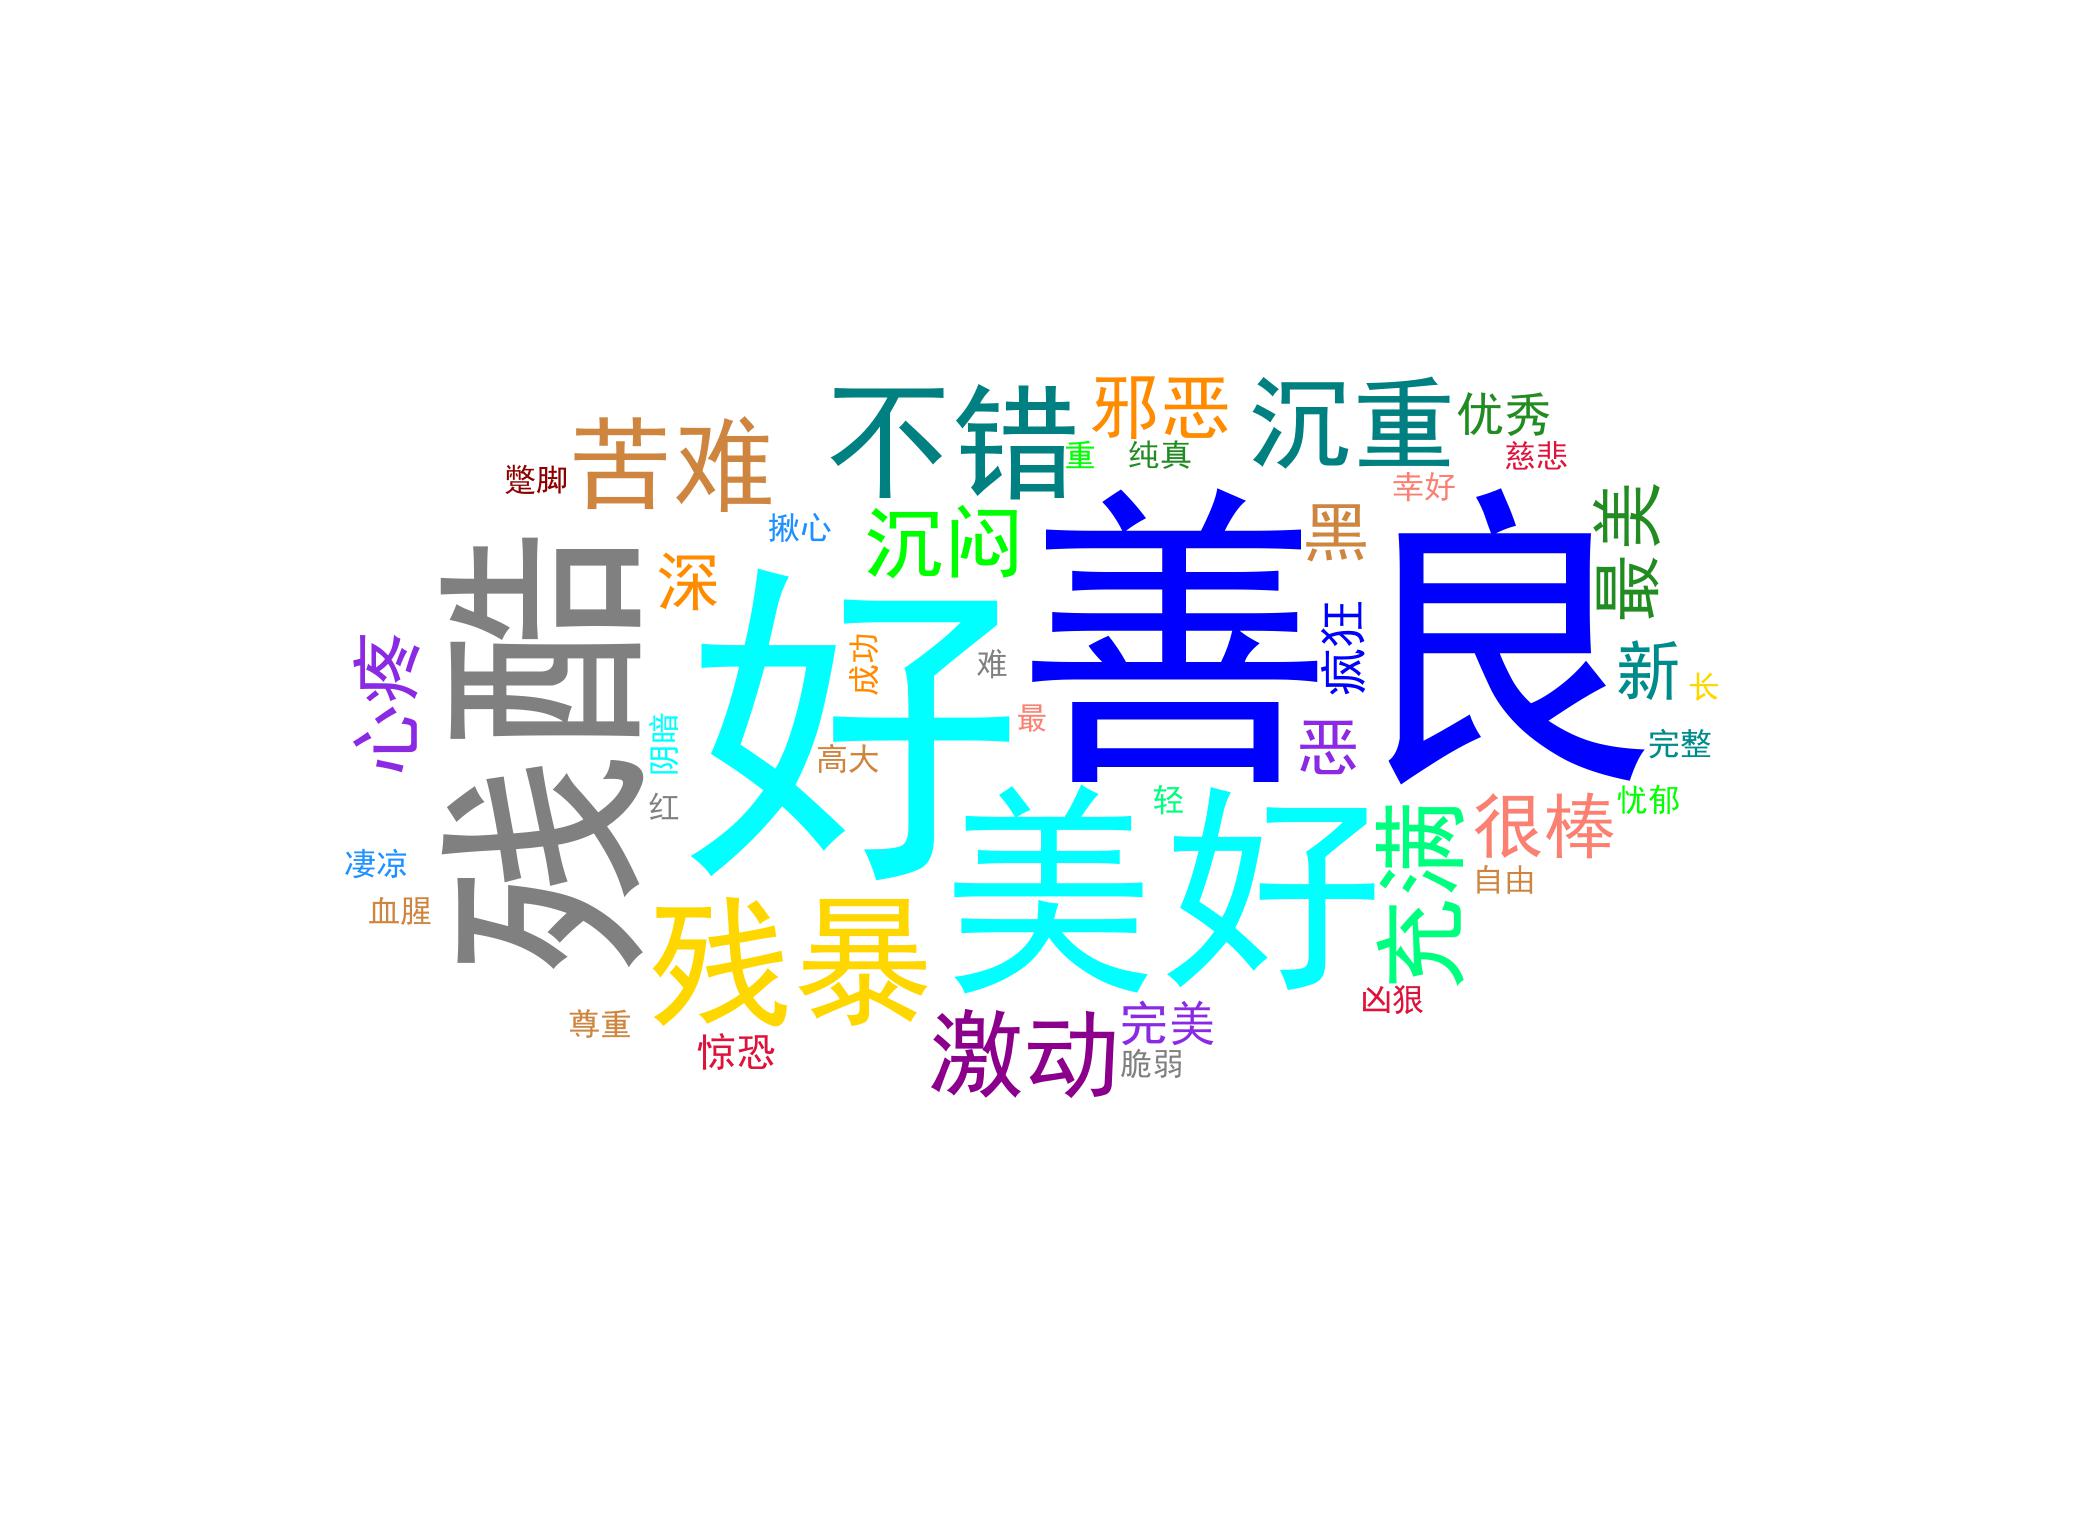 邪恶
沉重
不错
优秀
苦难
重
纯真
慈悲
蹩脚
幸好
揪心
沉闷
黑
最美
善良
深
残酷
好
成功
难
疯狂
新
长
心疼
最
阴暗
高大
恶
完整
红
轻
忧郁
美好
很棒
充满
凄凉
自由
血腥
残暴
凶狠
尊重
惊恐
激动
完美
脆弱